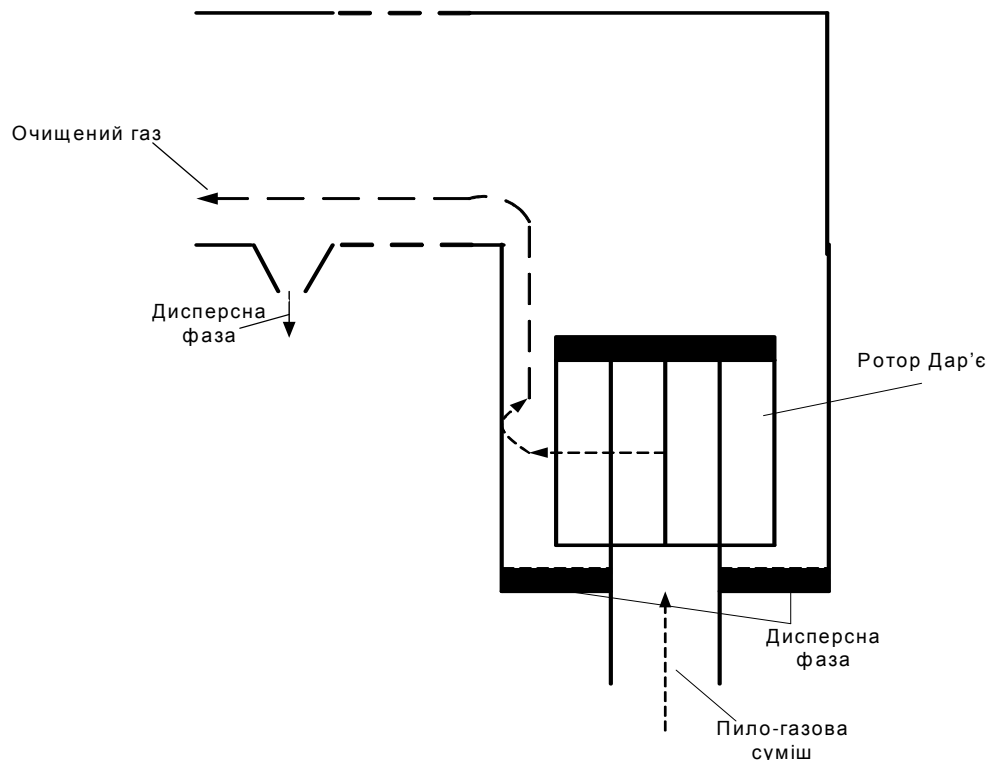 Очищений газ
Дисперсна
фаза
Ротор Дар’є
Дисперсна
фаза
Пило-газова
суміш